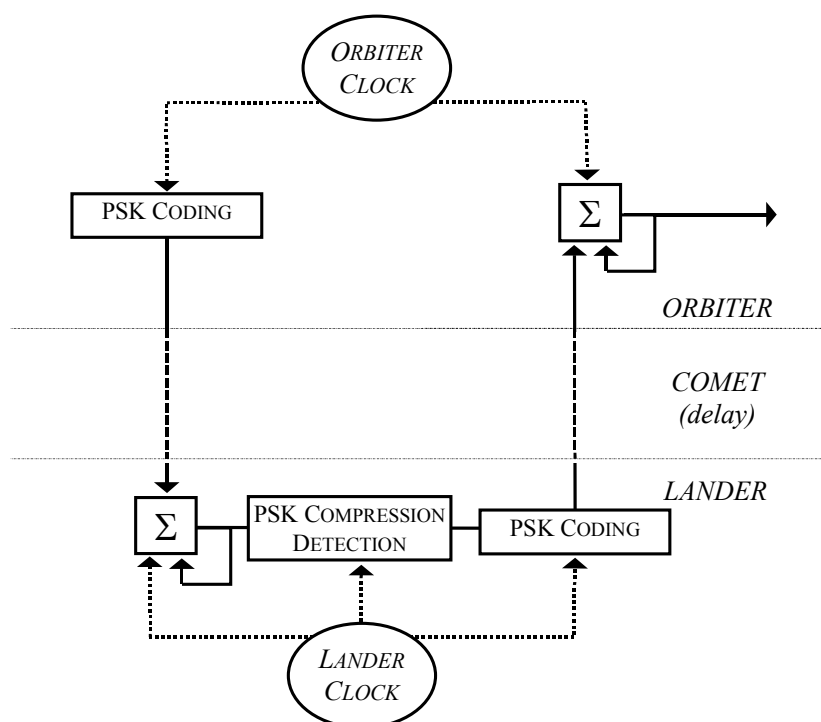 ORBITER
CLOCK
PSK CODING
Σ
ORBITER
COMET
(delay)
LANDER
Σ
PSK COMPRESSION
DETECTION
PSK CODING
LANDER
CLOCK